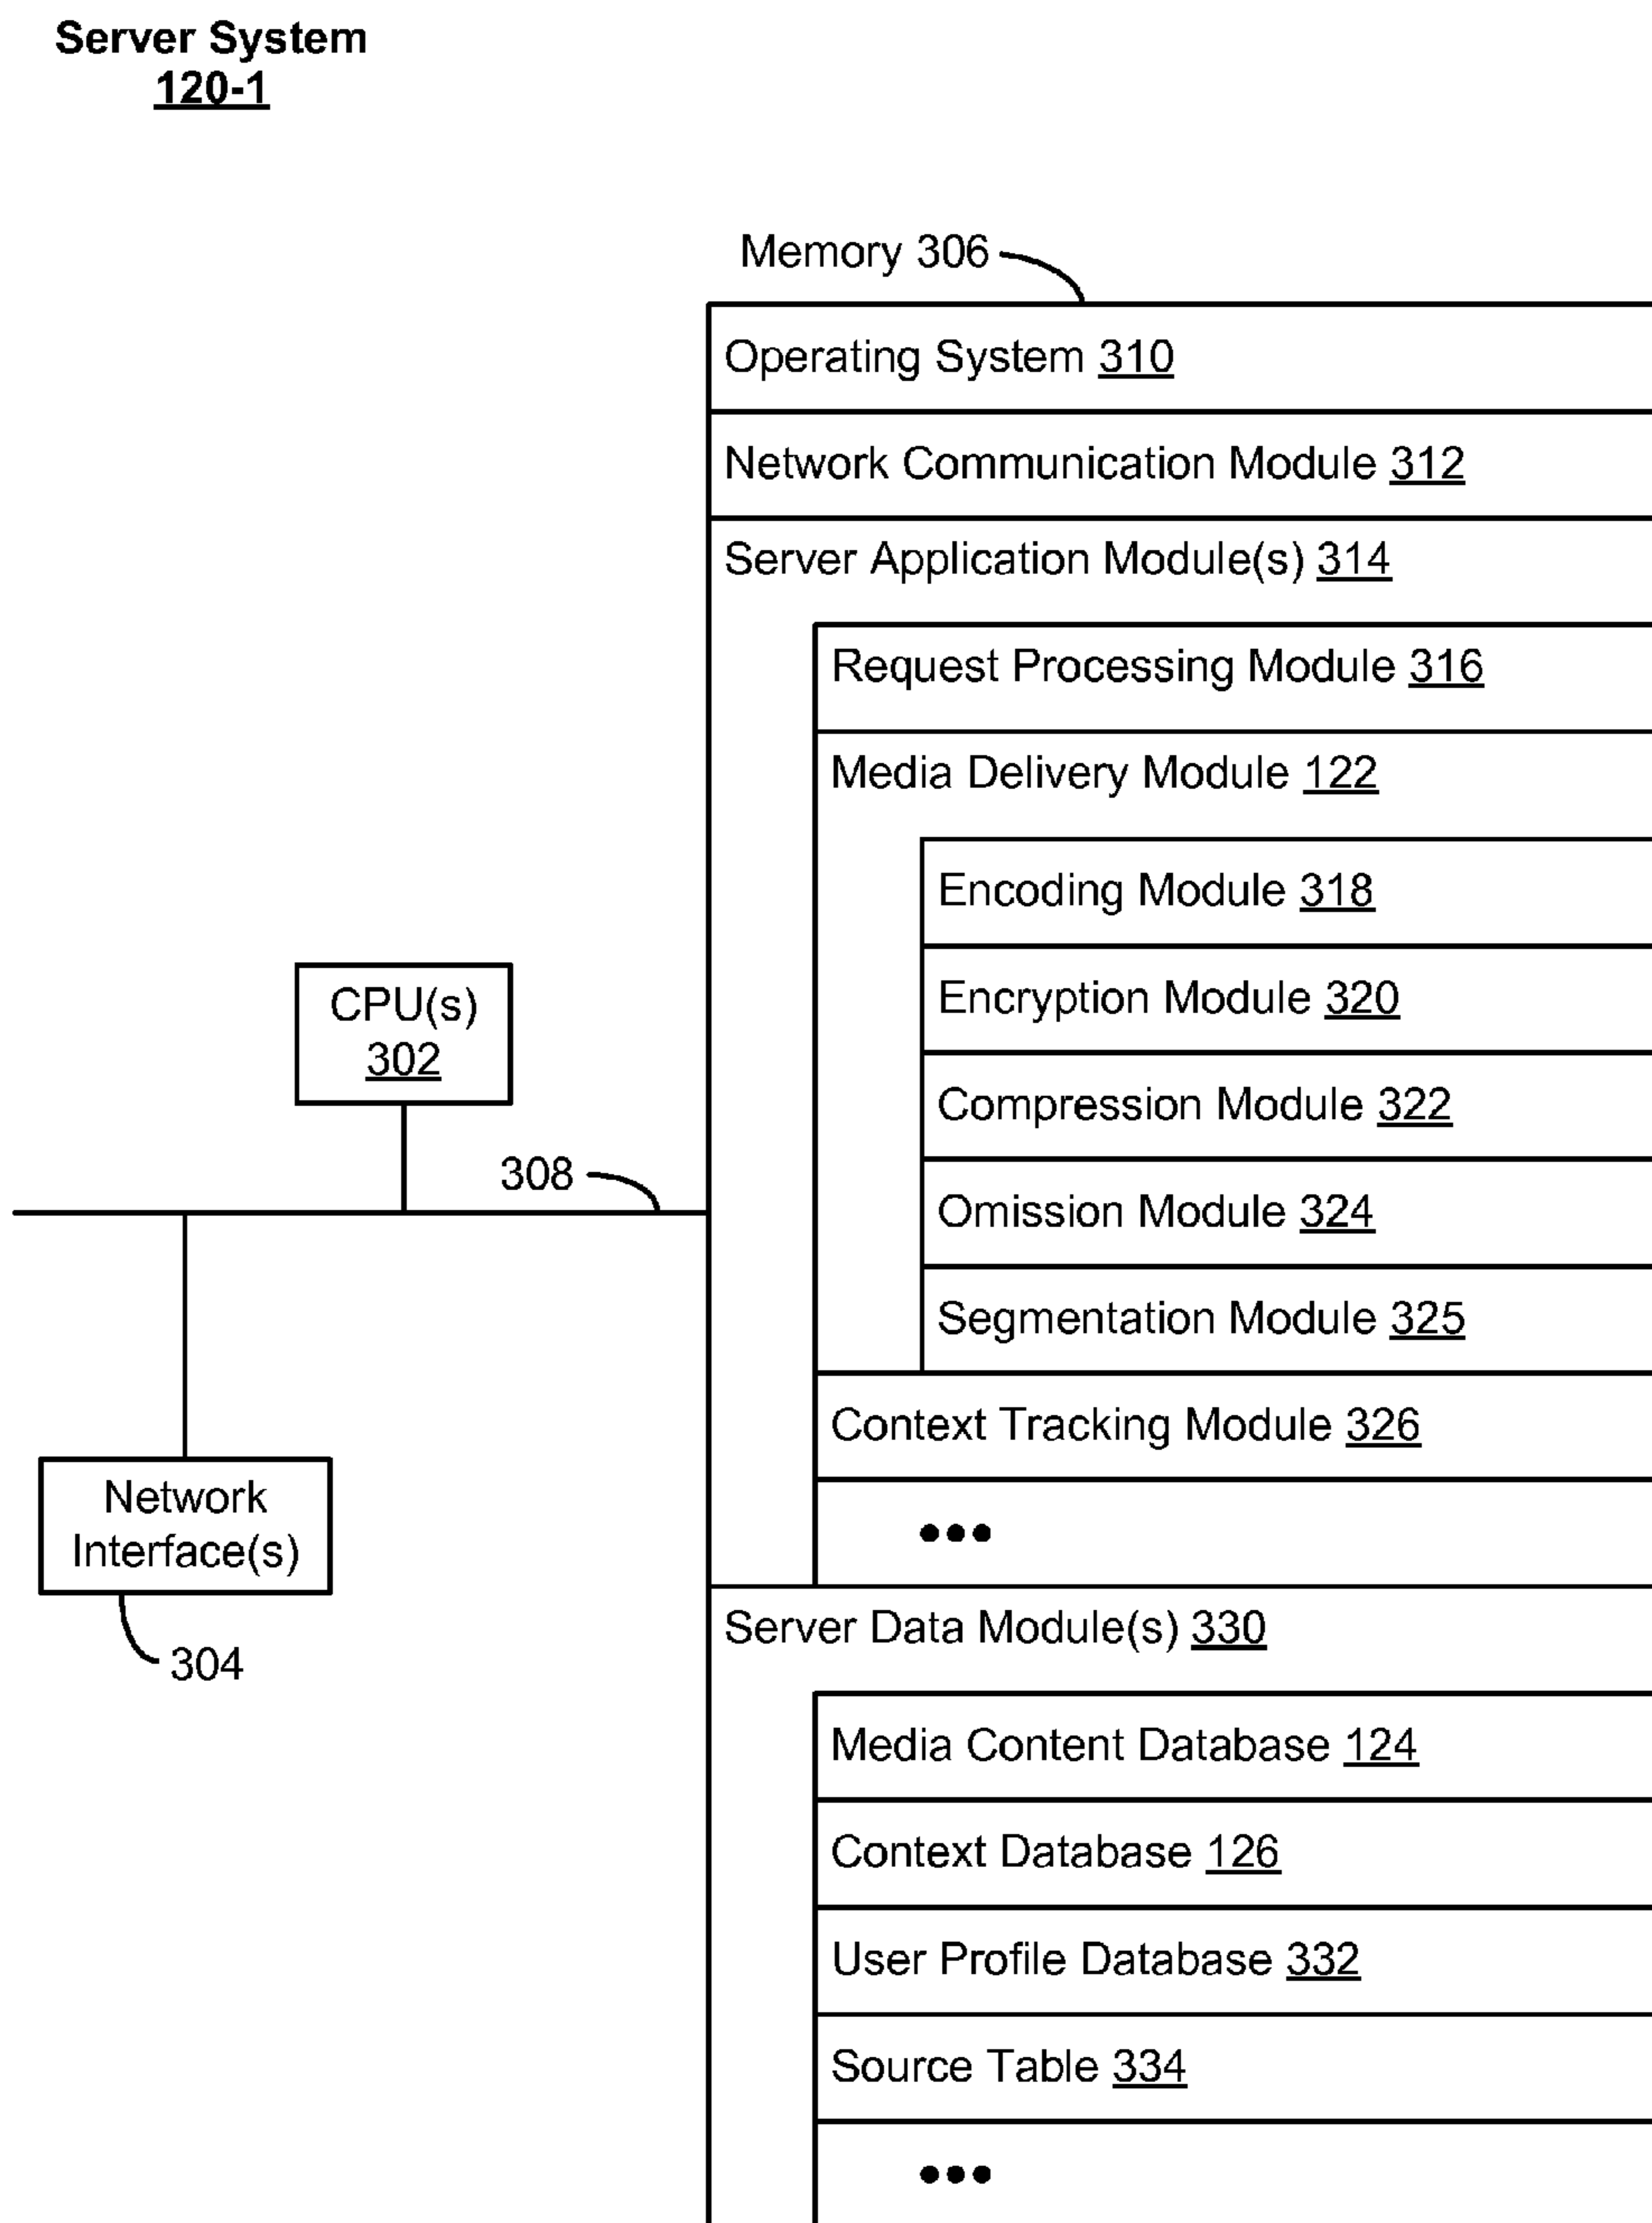 Server System
120-1
Memory 306
Operating System 310
Network Communication Module 312
Server Application Module(s) 314
Request Processing Module 316
Media Delivery Module 122
Encoding Module 318
Encryption Module 320
Compression Module 322
Omission Module 324
Segmentation Module 325
Context Tracking Module 326
•••
CPU(s)
302
308
Network
Interface(s)
304
Server Data Module(s) 330
Media Content Database 124
Context Database 126
User Profile Database 332
Source Table 334
•••